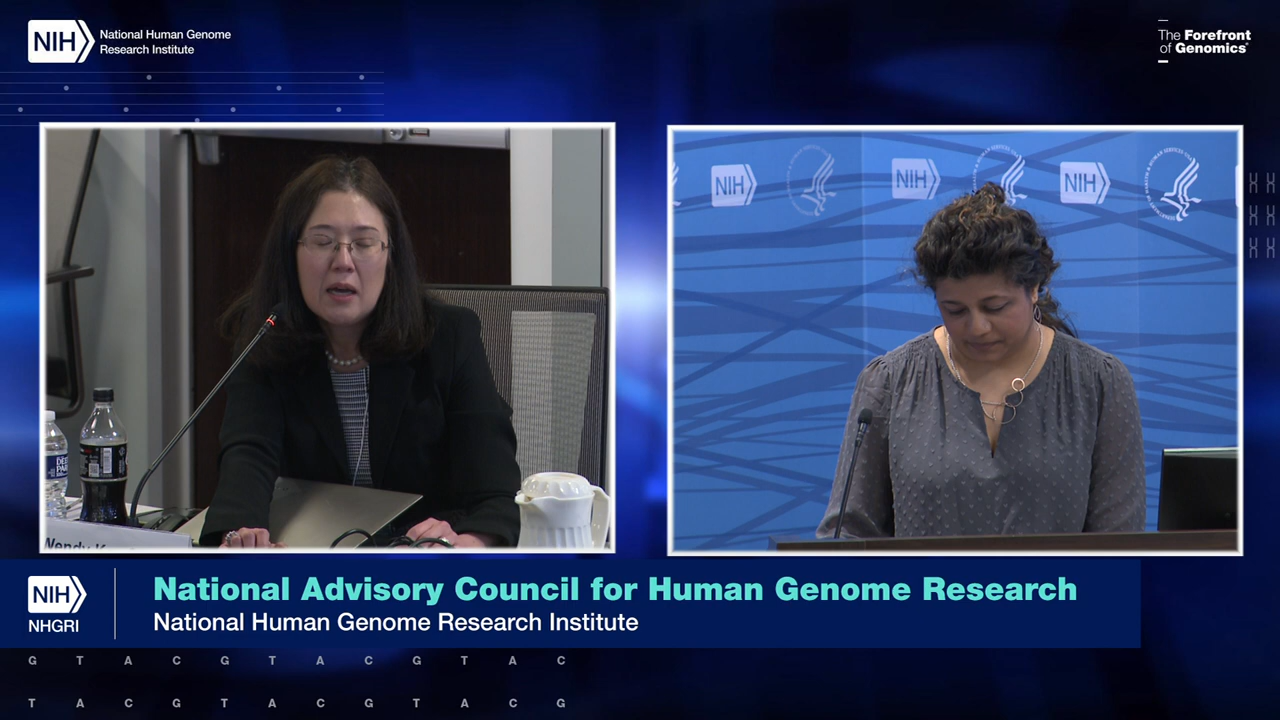 NIH
National Human Genome
Research Institute
The Forefront
of Genomics®
NIH
NIH
NIH
Wendy
NIH
NHGRI
National Advisory Council for Human Genome Research
National Human Genome Research Institute
G T A C G T A C G T A C
T A C G T A C G T A C G